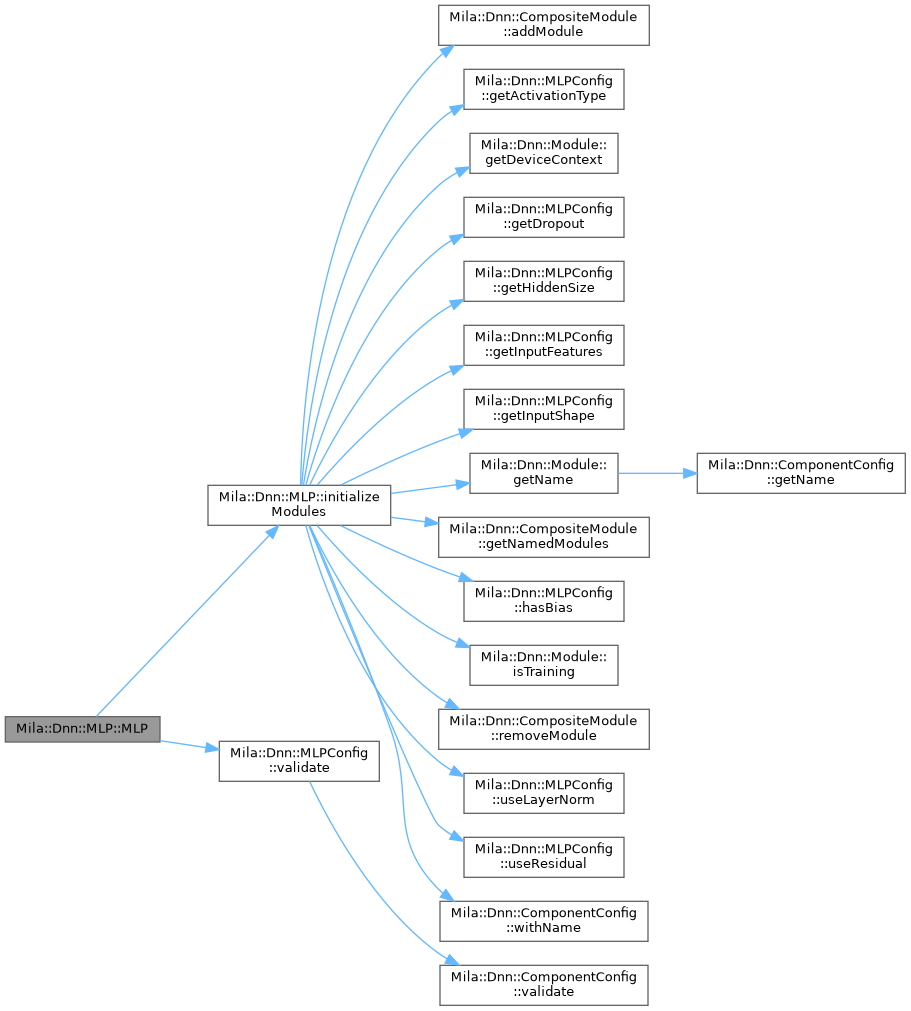 Mila::Dnn::CompositeModule
::addModule
Mila::Dnn::MLPConfig
::getActivationType
Mila::Dnn::Module::
getDeviceContext
Mila::Dnn::MLPConfig
::getDropout
Mila::Dnn::MLPConfig
::getHiddenSize
Mila::Dnn::MLPConfig
::getInputFeatures
Mila::Dnn::MLPConfig
::getInputShape
Mila::Dnn::Module::
getName
Mila::Dnn::ComponentConfig
::getName
Mila::Dnn::MLP::initialize
Modules
Mila::Dnn::CompositeModule
::getNamedModules
Mila::Dnn::MLPConfig
::hasBias
Mila::Dnn::Module::
isTraining
Mila::Dnn::CompositeModule
::removeModule
Mila::Dnn::MLP::MLP
Mila::Dnn::MLPConfig
::validate
Mila::Dnn::MLPConfig
::useLayerNorm
Mila::Dnn::MLPConfig
::useResidual
Mila::Dnn::ComponentConfig
::withName
Mila::Dnn::ComponentConfig
::validate